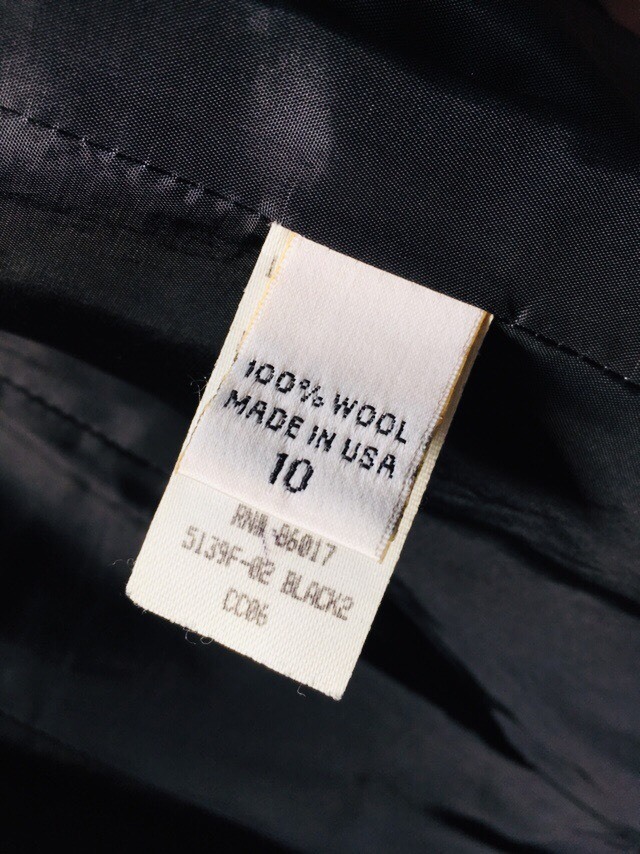 100% WOOL
MADE IN USA
10
RN# 86017
5139F-02 BLACK2
CC06